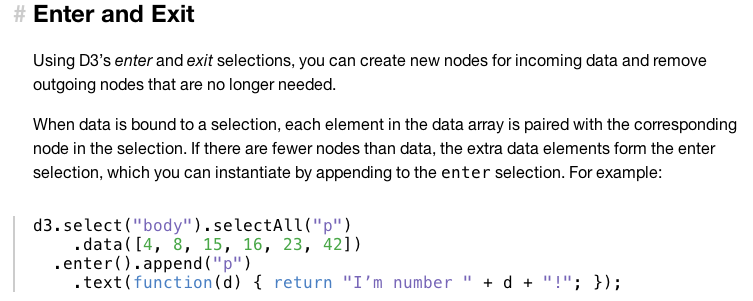 # Enter and Exit
Using D3’s enter and exit selections, you can create new nodes for incoming data and remove
outgoing nodes that are no longer needed.
When data is bound to a selection, each element in the data array is paired with the corresponding
node in the selection. If there are fewer nodes than data, the extra data elements form the enter
selection, which you can instantiate by appending to the enter selection. For example:
d3.select("body").selectAll("p")
    .data([4, 8, 15, 16, 23, 42])
  .enter().append("p")
    .text(function(d) { return "I’m number " + d + "!"; });